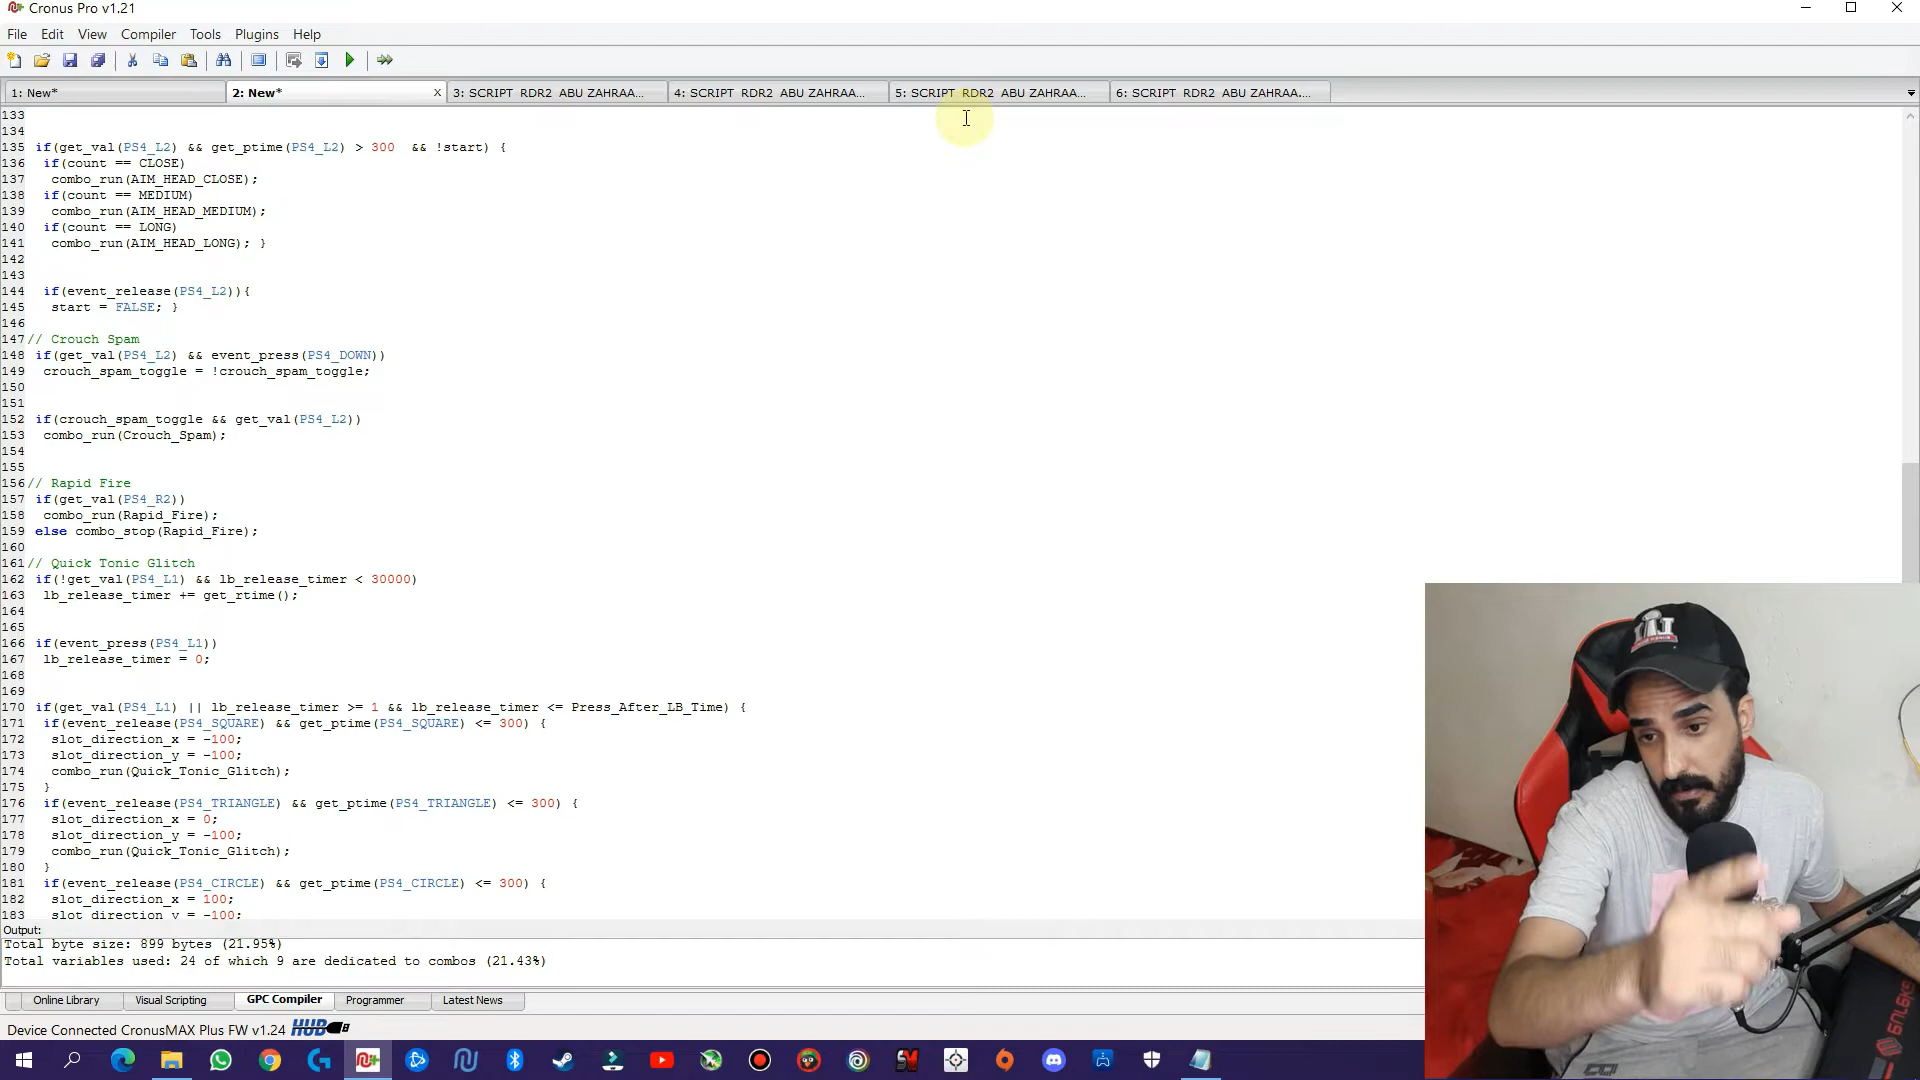 Cronus Pro v1.21
File Edit View Compiler Tools Plugins Help
1: New* 2: New* x 3: SCRIPT RDR2 ABU ZAHRAA... 4: SCRIPT RDR2 ABU ZAHRAA... 5: SCRIPT RDR2 ABU ZAHRAA... 6: SCRIPT RDR2 ABU ZAHRAA....
133
134
135 if(get_val(PS4_L2) && get_ptime(PS4_L2) > 300 && !start) {
136 if(count == CLOSE)
137 combo_run(AIM_HEAD_CLOSE);
138 if(count == MEDIUM)
139 combo_run(AIM_HEAD_MEDIUM);
140 if(count == LONG)
141 combo_run(AIM_HEAD_LONG); }
142
143
144 if(event_release(PS4_L2)){
145 start = FALSE; }
146
147 // Crouch Spam
148 if(get_val(PS4_L2) && event_press(PS4_DOWN))
149 crouch_spam_toggle = !crouch_spam_toggle;
150
151
152 if(crouch_spam_toggle && get_val(PS4_L2))
153 combo_run(Crouch_Spam);
154
155
156 // Rapid Fire
157 if(get_val(PS4_R2))
158 combo_run(Rapid_Fire);
159 else combo_stop(Rapid_Fire);
160
161 // Quick Tonic Glitch
162 if(!get_val(PS4_L1) && lb_release_timer < 30000)
163 lb_release_timer += get_rtime();
164
165
166 if(event_press(PS4_L1))
167 lb_release_timer = 0;
168
169
170 if(get_val(PS4_L1) || lb_release_timer >= 1 && lb_release_timer <= Press_After_LB_Time) {
171 if(event_release(PS4_SQUARE) && get_ptime(PS4_SQUARE) <= 300) {
172 slot_direction_x = -100;
173 slot_direction_y = -100;
174 combo_run(Quick_Tonic_Glitch);
175 }
176 if(event_release(PS4_TRIANGLE) && get_ptime(PS4_TRIANGLE) <= 300) {
177 slot_direction_x = 0;
178 slot_direction_y = -100;
179 combo_run(Quick_Tonic_Glitch);
180 }
181 if(event_release(PS4_CIRCLE) && get_ptime(PS4_CIRCLE) <= 300) {
182 slot_direction_x = 100;
183 slot_direction_y = -100;
Output:
Total byte size: 899 bytes (21.95%)
Total variables used: 24 of which 9 are dedicated to combos (21.43%)
Online Library Visual Scripting GPC Compiler Programmer Latest News
Device Connected CronusMAX Plus FW v1.24 HUB